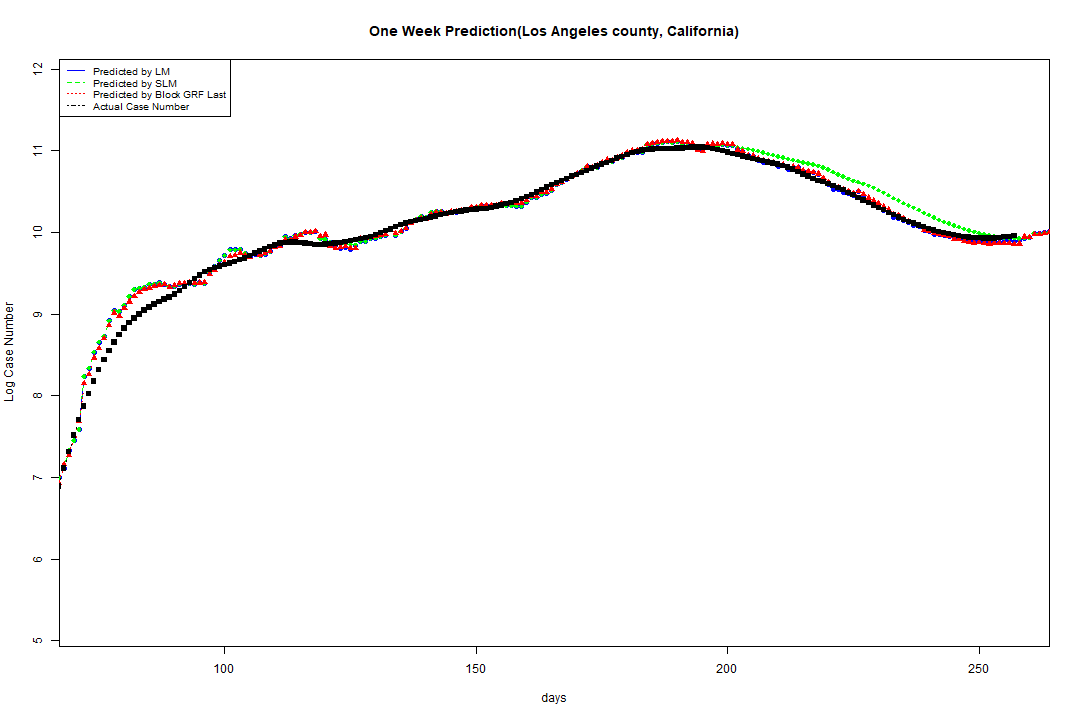 One Week Prediction(Los Angeles county, California)
Predicted by LM
Predicted by SLM
Predicted by Block GRF Last
Actual Case Number
12
11
10
9
8
7
6
5
Log Case Number
100 150 200 250
days